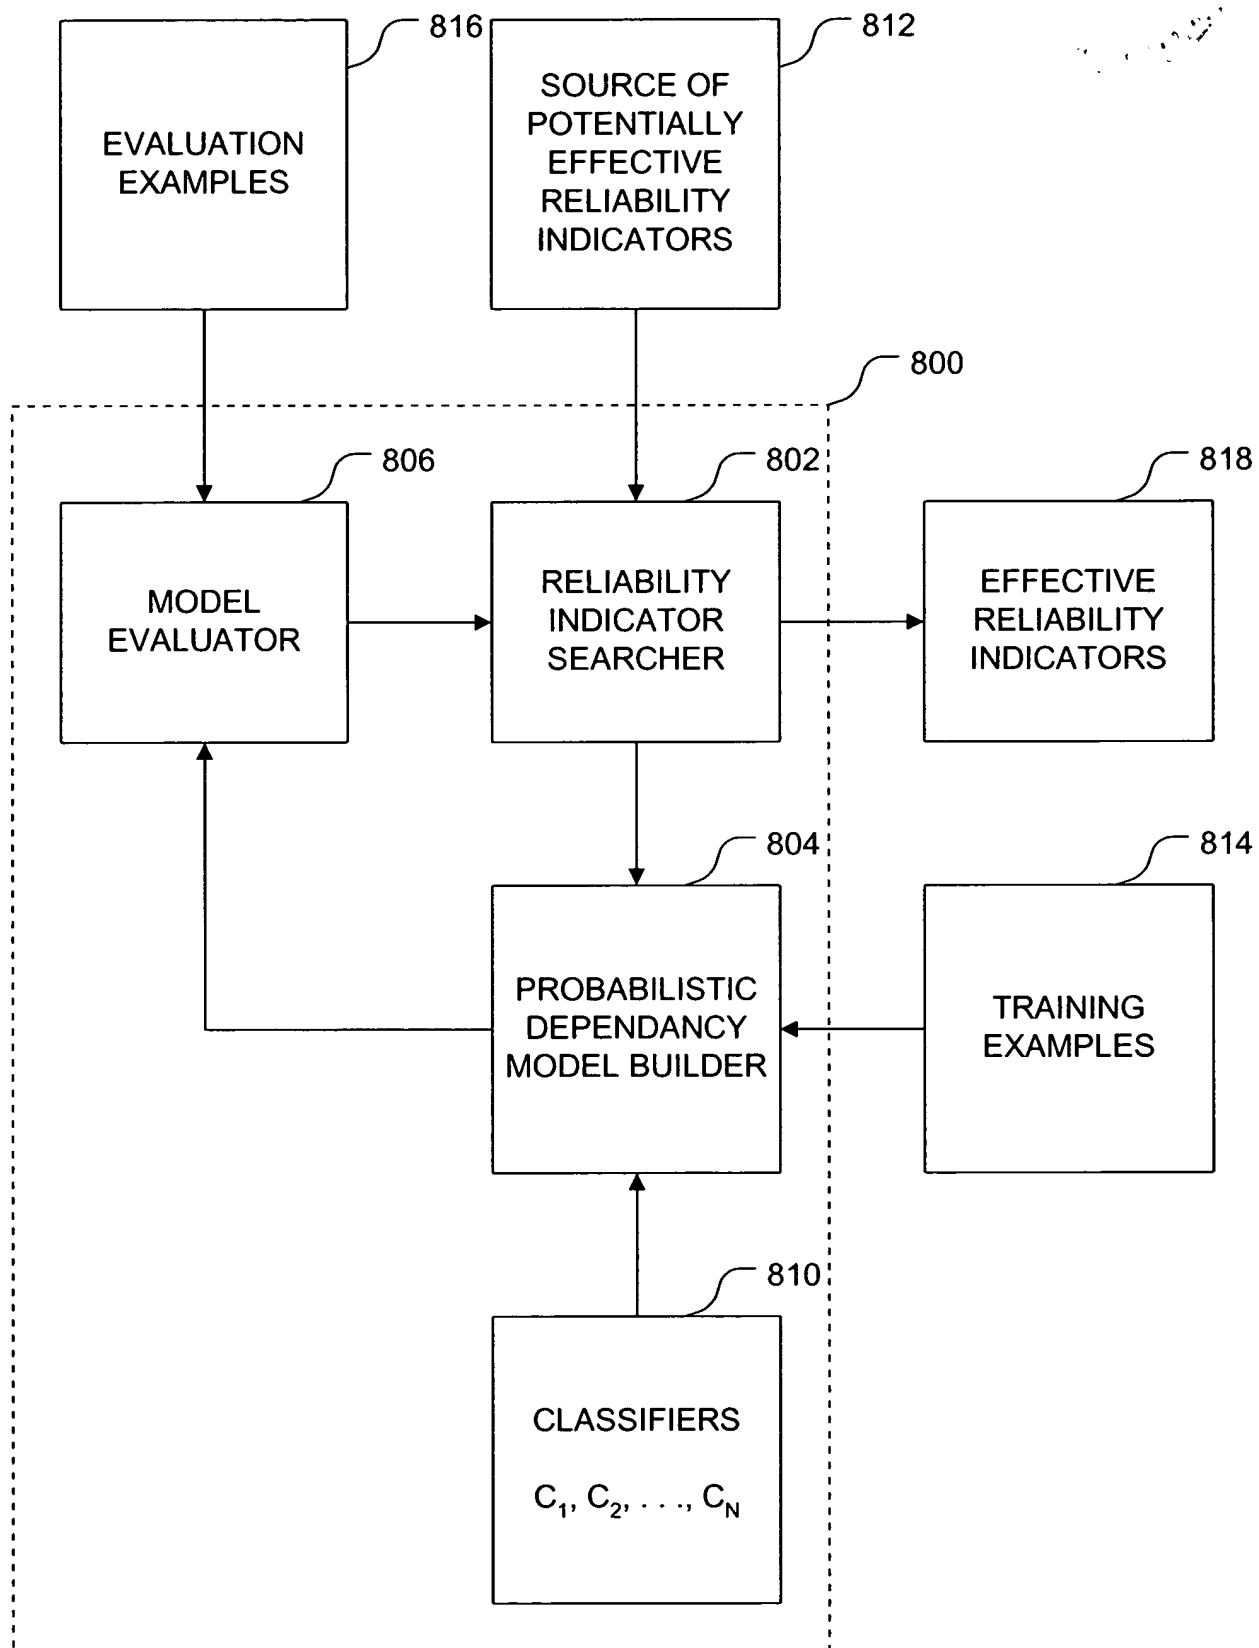 816
812
EVALUATION
EXAMPLES
SOURCE OF
POTENTIALLY
EFFECTIVE
RELIABILITY
INDICATORS
800
806
802
818
MODEL
EVALUATOR
RELIABILITY
INDICATOR
SEARCHER
EFFECTIVE
RELIABILITY
INDICATORS
804
814
PROBABILISTIC
DEPENDANCY
MODEL BUILDER
TRAINING
EXAMPLES
810
CLASSIFIERS
C₁, C₂, . . ., C_N